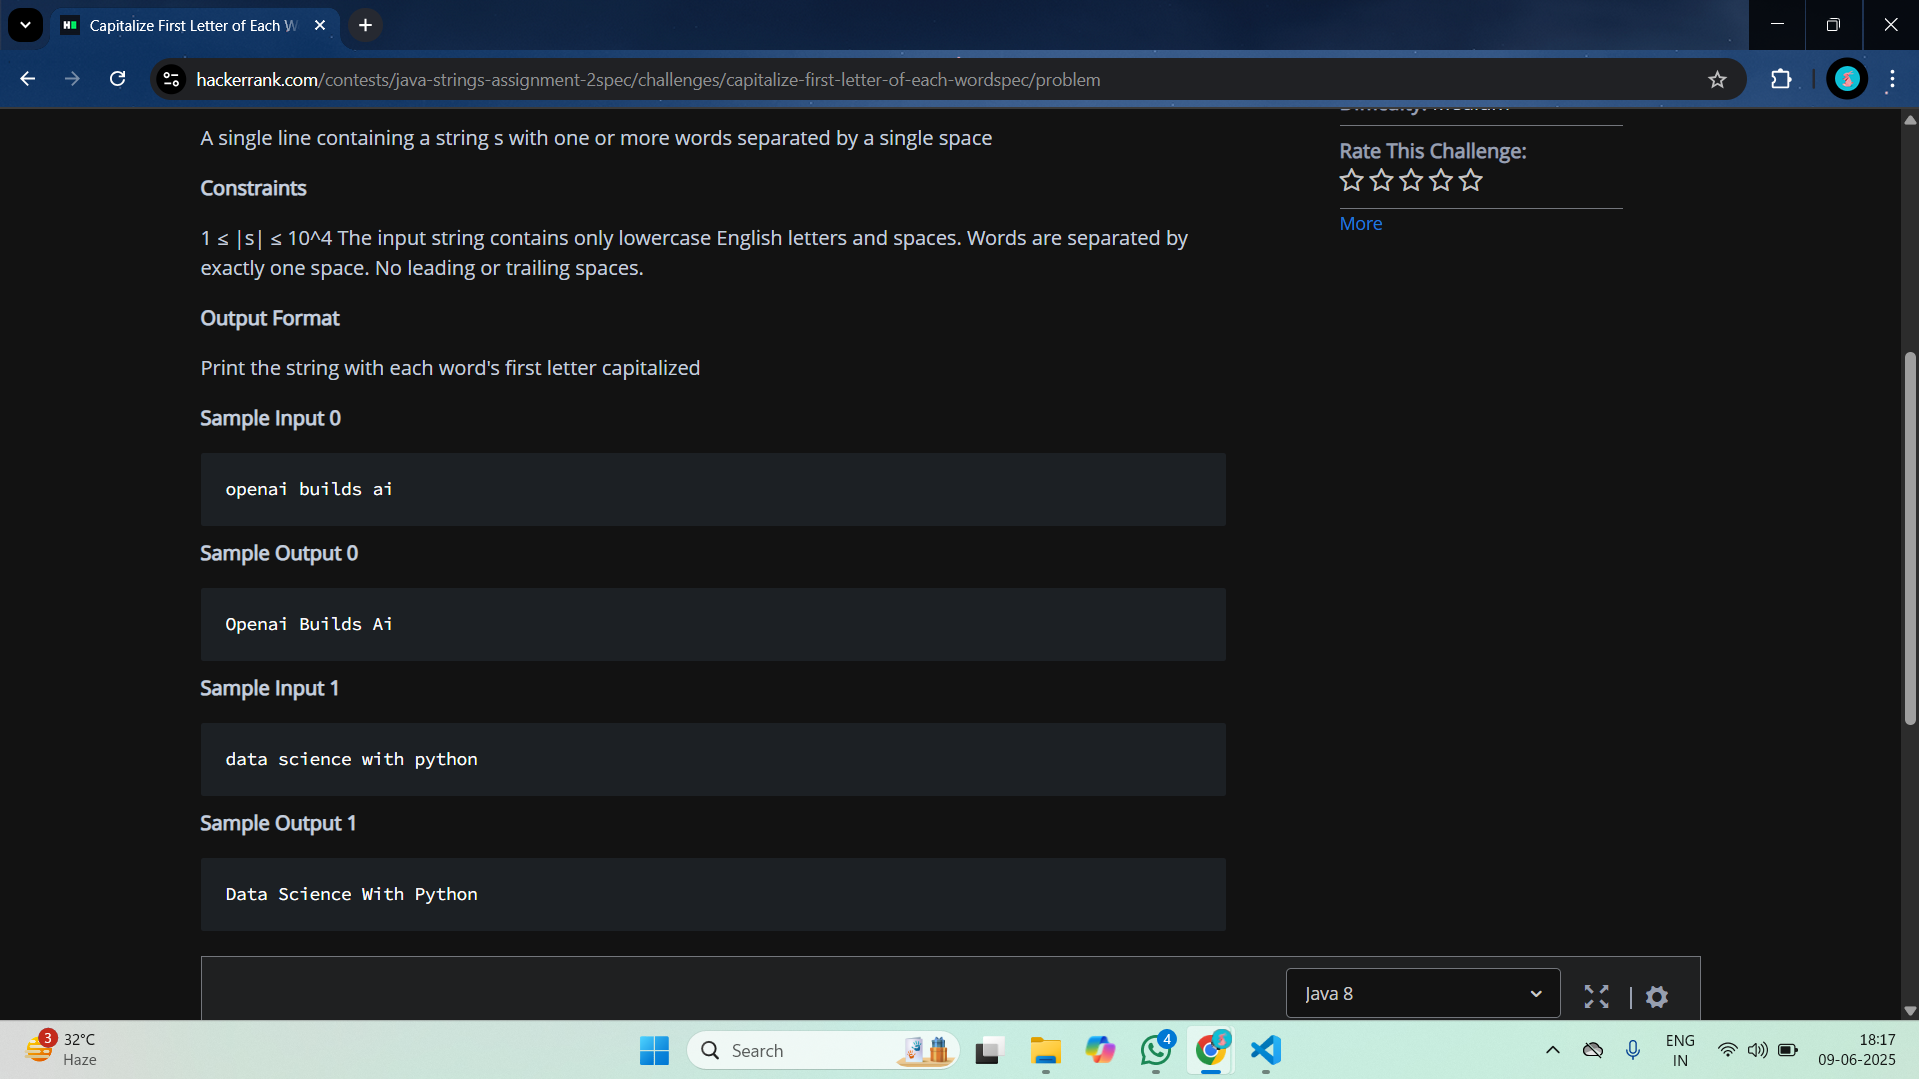 Capitalize First Letter of Each W
hackerrank.com/contests/java-strings-assignment-2spec/challenges/capitalize-first-letter-of-each-wordspec/problem
A single line containing a string s with one or more words separated by a single space
Constraints
1 ≤ |s| ≤ 10^4 The input string contains only lowercase English letters and spaces. Words are separated by
exactly one space. No leading or trailing spaces.
Output Format
Print the string with each word's first letter capitalized
Sample Input 0
openai builds ai
Sample Output 0
Openai Builds Ai
Sample Input 1
data science with python
Sample Output 1
Data Science With Python
Rate This Challenge:
More
Java 8
3
32°C
Haze
Search
4
ENG
IN
18:17
09-06-2025